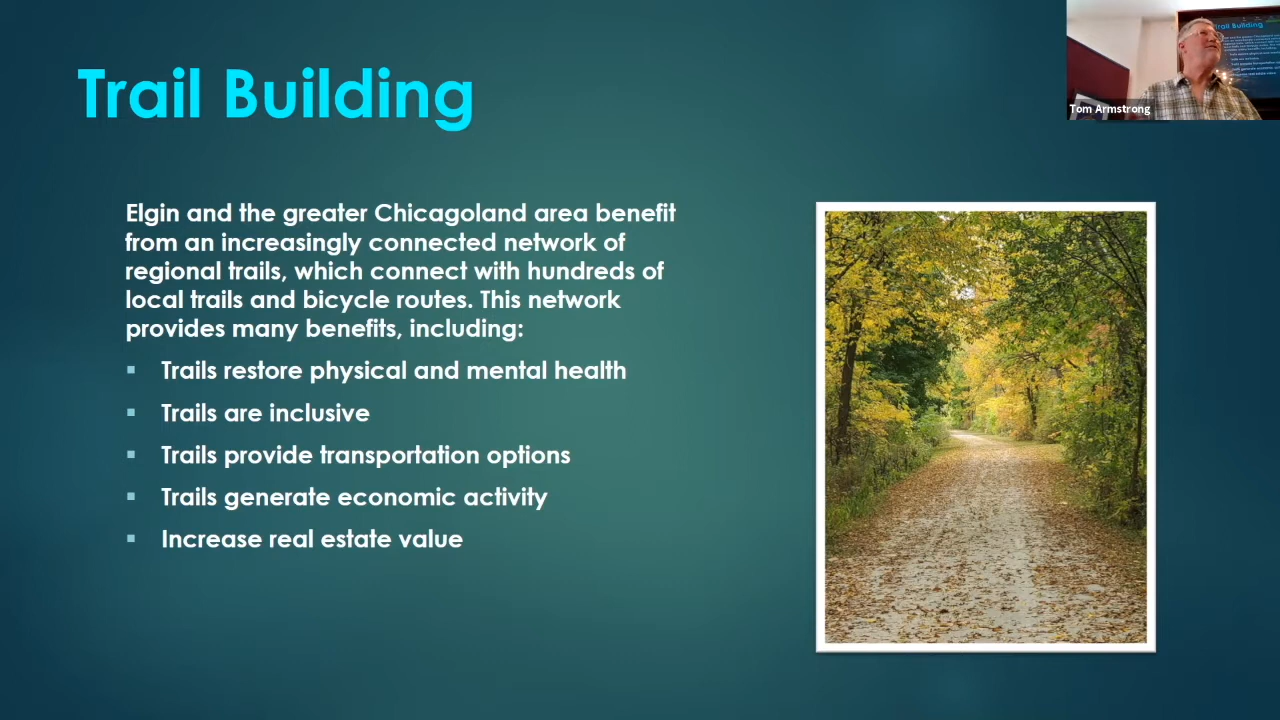 Trail Building
Elgin and the greater Chicagoland area benefit
from an increasingly connected network of
regional trails, which connect with hundreds of
local trails and bicycle routes. This network
provides many benefits, including:
Trails restore physical and mental health
Trails are inclusive
Trails provide transportation options
Trails generate economic activity
Increase real estate value
Trail Building
Tom Armstrong